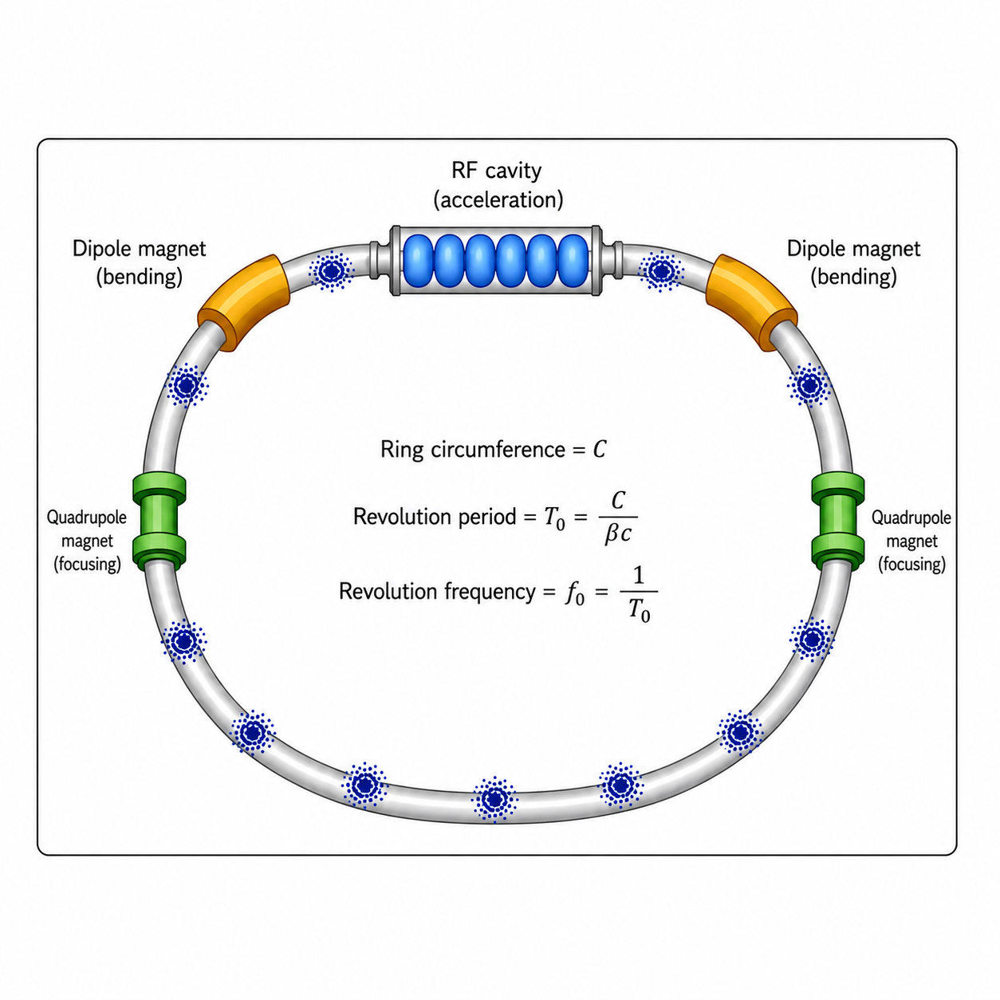 RF cavity
(acceleration)
Dipole magnet
(bending)
Dipole magnet
(bending)
Ring circumference = C
Revolution period = T₀ = C / βc
Quadrupole
magnet
(focusing)
Quadrupole
magnet
(focusing)
Revolution frequency = f₀ = 1 / T₀